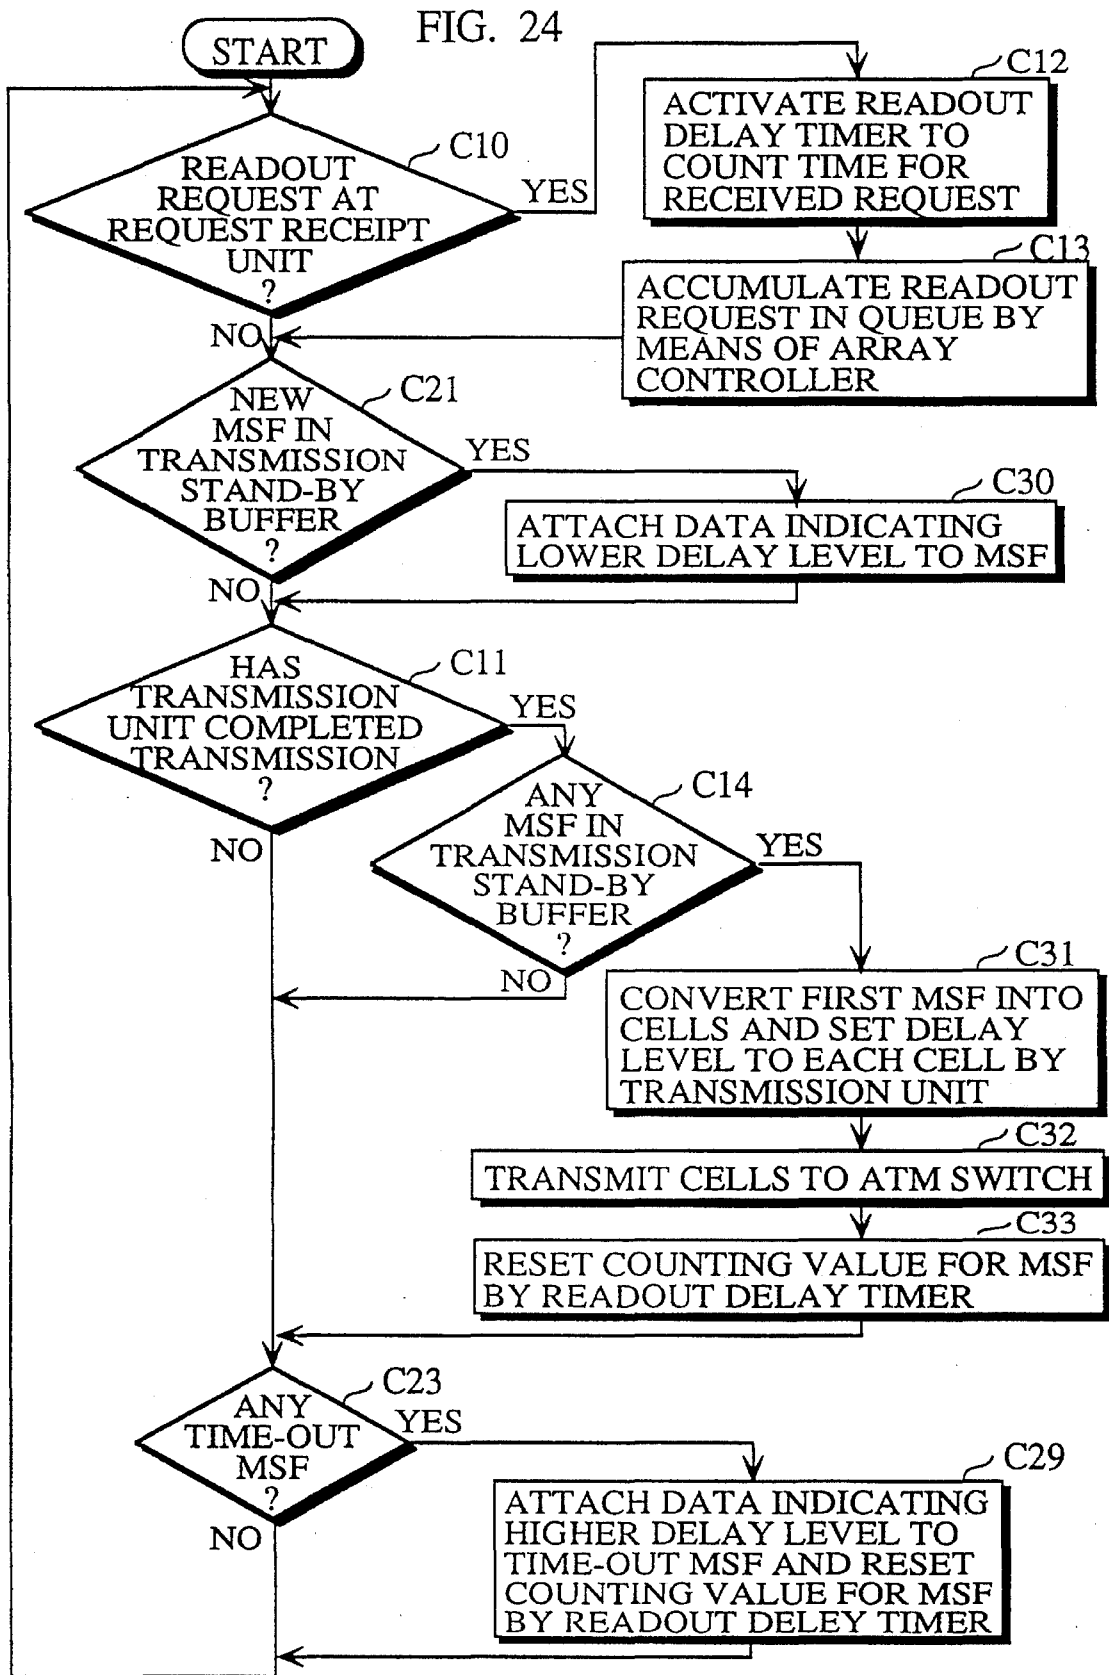 FIG. 24
START
C10
READOUT
REQUEST AT
REQUEST RECEIPT
UNIT
?
YES
NO
C12
ACTIVATE READOUT
DELAY TIMER TO
COUNT TIME FOR
RECEIVED REQUEST
C13
ACCUMULATE READOUT
REQUEST IN QUEUE BY
MEANS OF ARRAY
CONTROLLER
C21
NEW
MSF IN
TRANSMISSION
STAND-BY
BUFFER
?
YES
NO
C30
ATTACH DATA INDICATING
LOWER DELAY LEVEL TO MSF
C11
HAS
TRANSMISSION
UNIT COMPLETED
TRANSMISSION
?
YES
NO
C14
ANY
MSF IN
TRANSMISSION
STAND-BY
BUFFER
?
YES
NO
C31
CONVERT FIRST MSF INTO
CELLS AND SET DELAY
LEVEL TO EACH CELL BY
TRANSMISSION UNIT
C32
TRANSMIT CELLS TO ATM SWITCH
C33
RESET COUNTING VALUE FOR MSF
BY READOUT DELAY TIMER
C23
ANY
TIME-OUT
MSF
?
YES
NO
C29
ATTACH DATA INDICATING
HIGHER DELAY LEVEL TO
TIME-OUT MSF AND RESET
COUNTING VALUE FOR MSF
BY READOUT DELEY TIMER